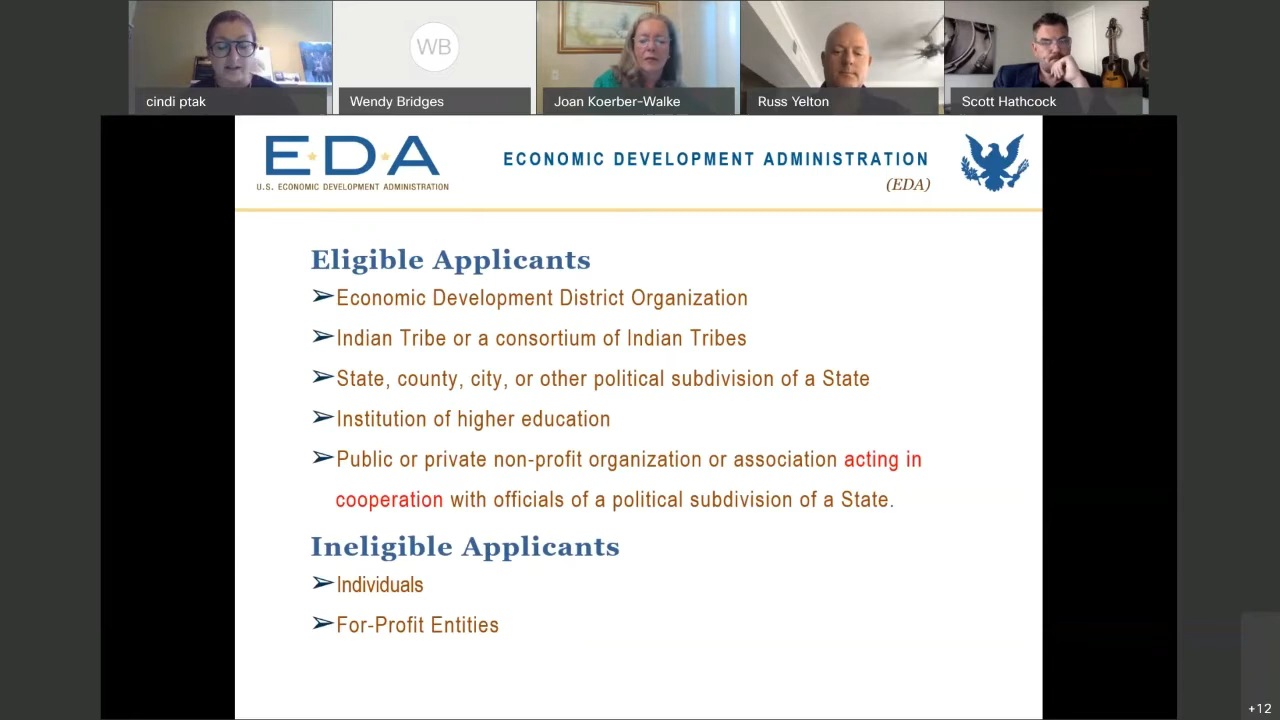 WB
cindi ptak
Wendy Bridges
Joan Koerber-Walke
Russ Yelton
Scott Hathcock
EDA
U.S. ECONOMIC DEVELOPMENT ADMINISTRATION
ECONOMIC DEVELOPMENT ADMINISTRATION
(EDA)
Eligible Applicants
➢Economic Development District Organization
➢Indian Tribe or a consortium of Indian Tribes
➢State, county, city, or other political subdivision of a State
➢Institution of higher education
➢Public or private non-profit organization or association acting in
cooperation with officials of a political subdivision of a State.
Ineligible Applicants
➢Individuals
➢For-Profit Entities
+12